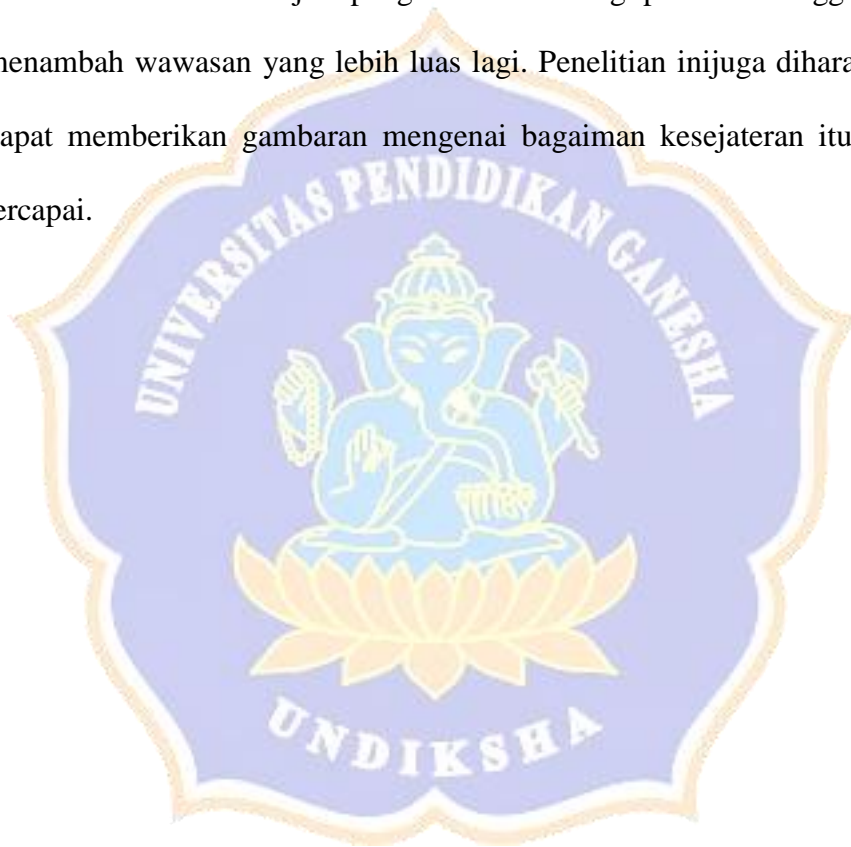 menambah wawasan yang lebih luas lagi. Penelitian inijuga dihara
apat memberikan gambaran mengenai bagaiman kesejateran itu
ercapai.
UNIVERSITAS PENDIDIKAN GANESHA
UNDIKSHA